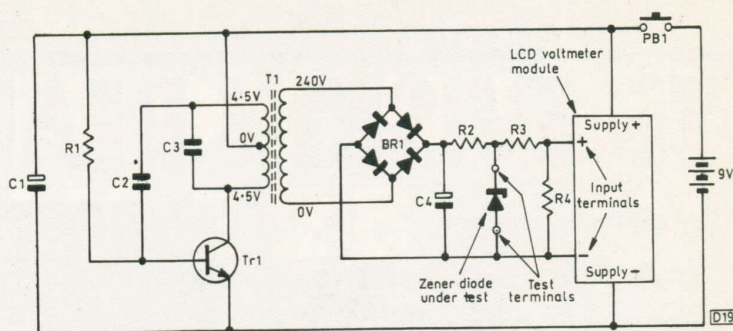 PB1
LCD voltmeter
module
T1
240V
4·5V
Supply+
R1
C3
0V
BR1
R2
R3
+
C2
C1
4·5V
C4
R4
Input
terminals
9V
0V
Tr1
Zener diode
under test
Test
terminals
−
Supply−
D19